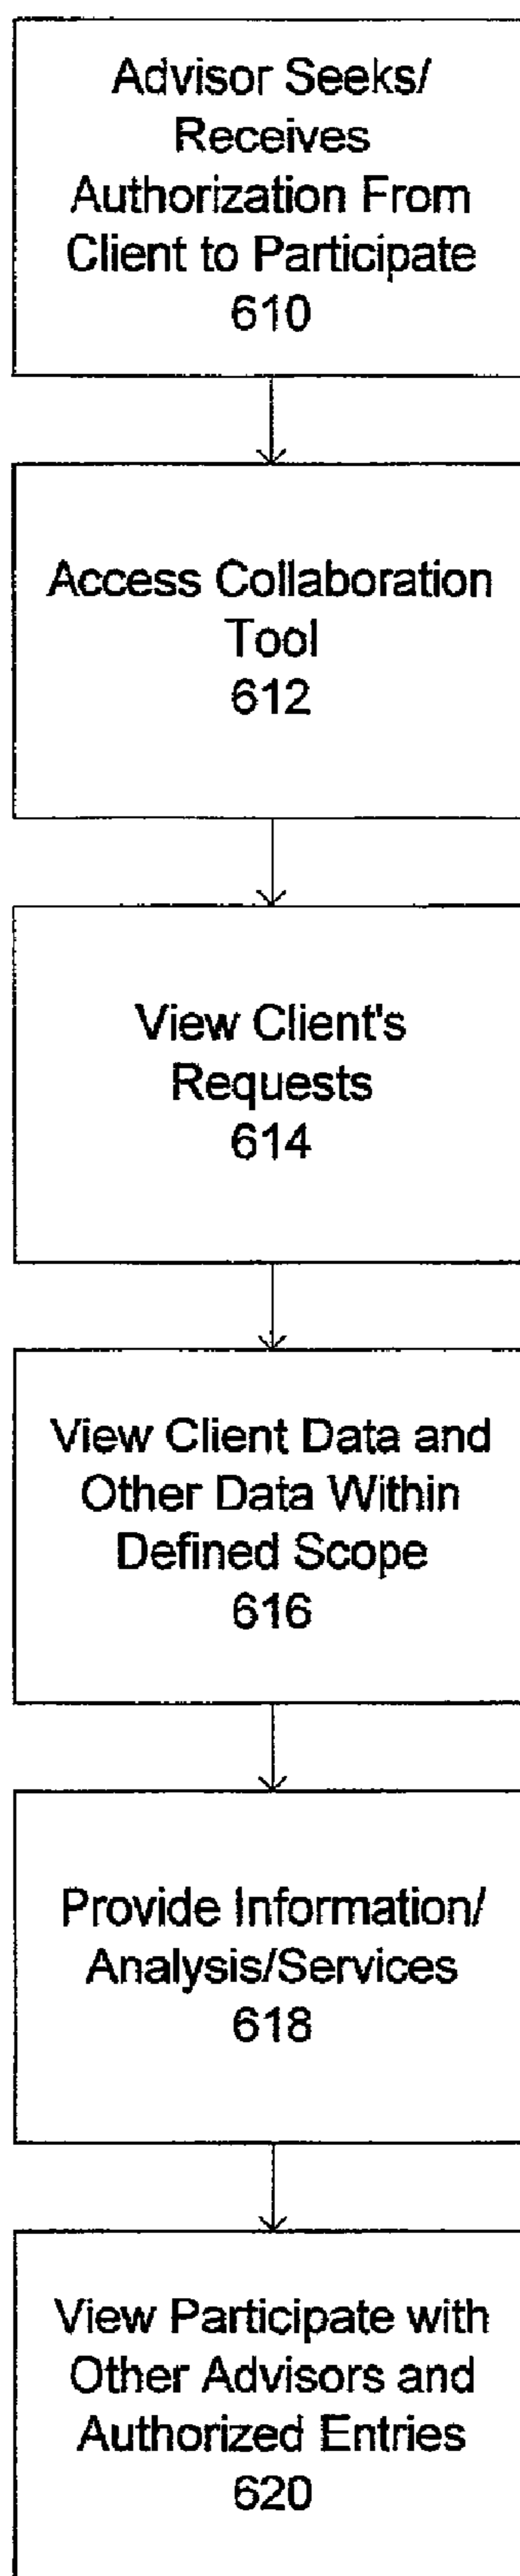 Advisor Seeks/
Receives
Authorization From
Client to Participate
610
Access Collaboration
Tool
612
View Client's
Requests
614
View Client Data and
Other Data Within
Defined Scope
616
Provide Information/
Analysis/Services
618
View Participate with
Other Advisors and
Authorized Entries
620